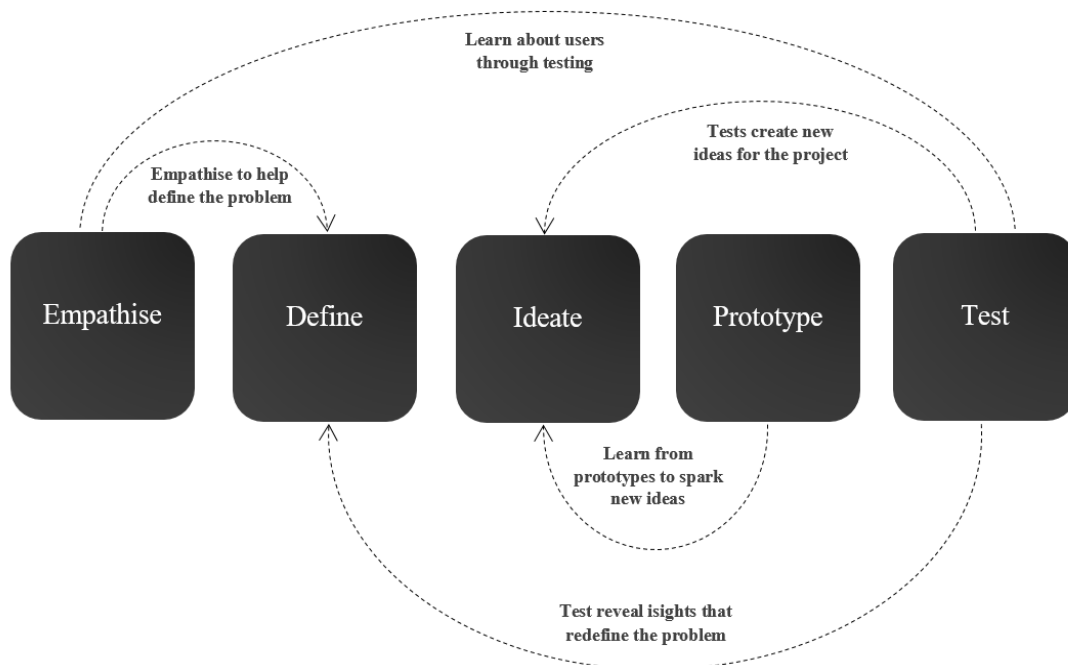 Learn about users
through testing
Tests create new
ideas for the project
Empathise to help
define the problem
Empathise
Define
Ideate
Prototype
Test
Learn from
prototypes to spark
new ideas
Test reveal isights that
redefine the problem